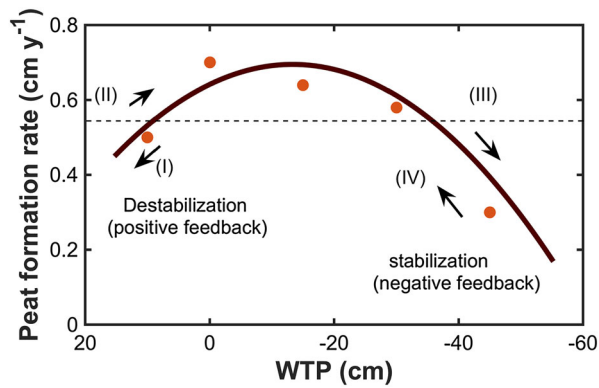 Peat formation rate (cm y⁻¹)
0.8
0.6
0.4
0.2
0
(II)
(III)
(I)
(IV)
Destabilization
(positive feedback)
stabilization
(negative feedback)
20
0
-20
-40
-60
WTP (cm)